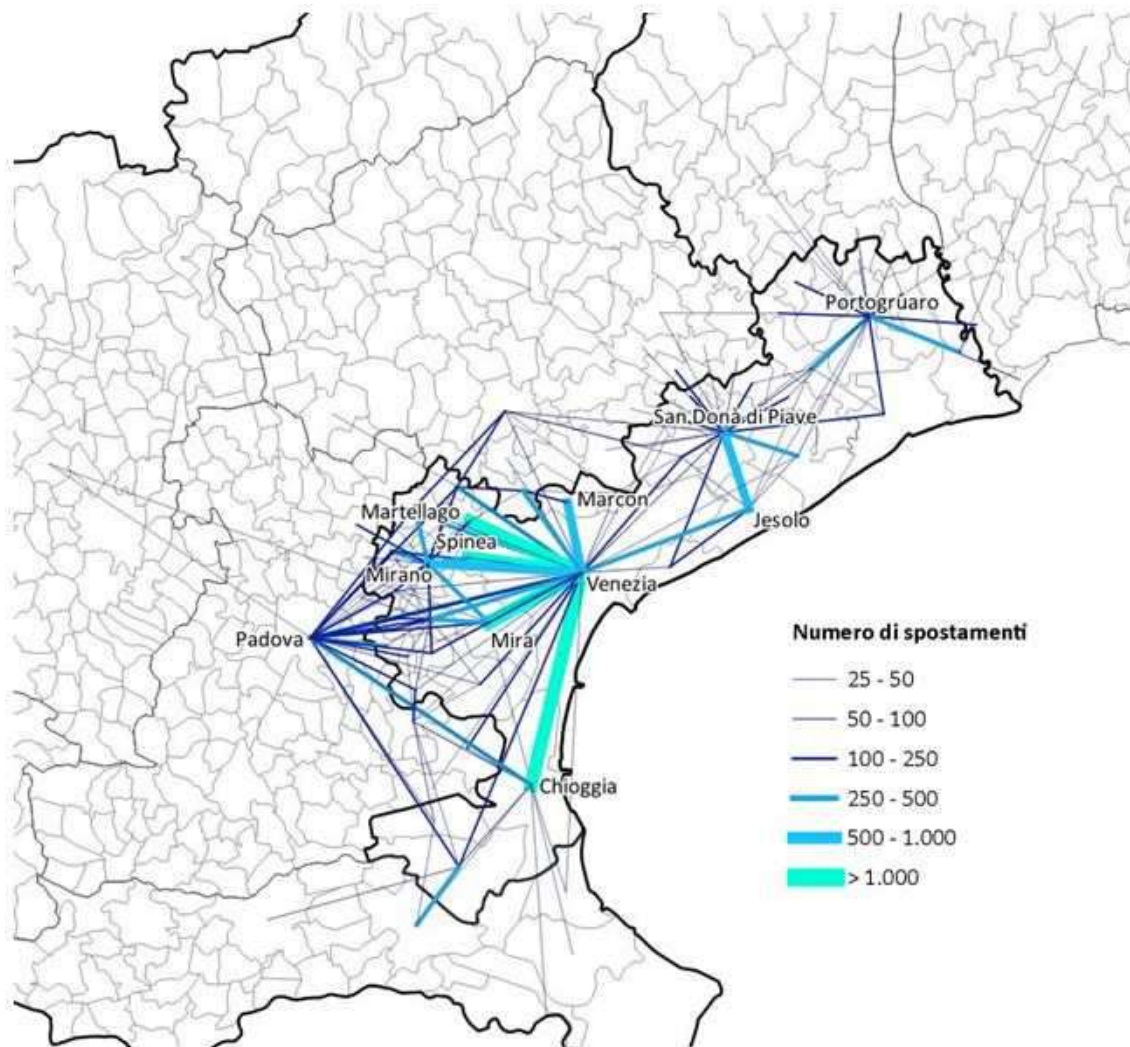 Portogruaro
San Donà di Piave
Marcon
Martellago
Jesolo
Spinea
Mirano
Venezia
Padova
Mira
Chioggia
Numero di spostamenti
25 - 50
50 - 100
100 - 250
250 - 500
500 - 1.000
> 1.000